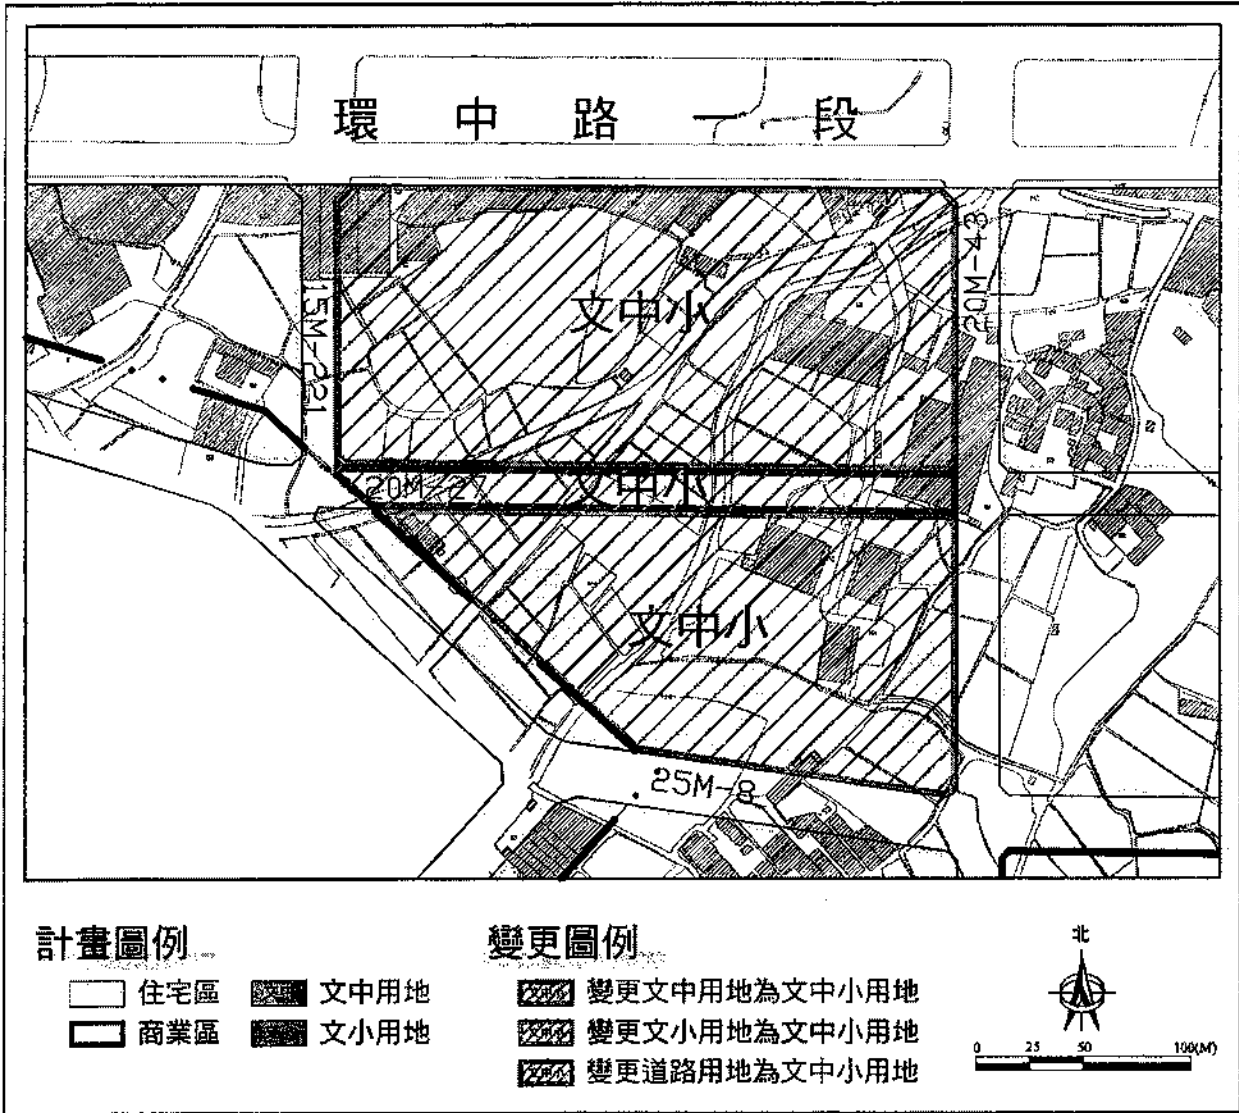 環中路一段
15M-221
20M-43
文中小
20M-27
文中小
文中小
25M-8
計畫圖例
住宅區
文中用地
商業區
文小用地
變更圖例
變更文中用地為文中小用地
變更文小用地為文中小用地
變更道路用地為文中小用地
北
0 25 50 100(M)